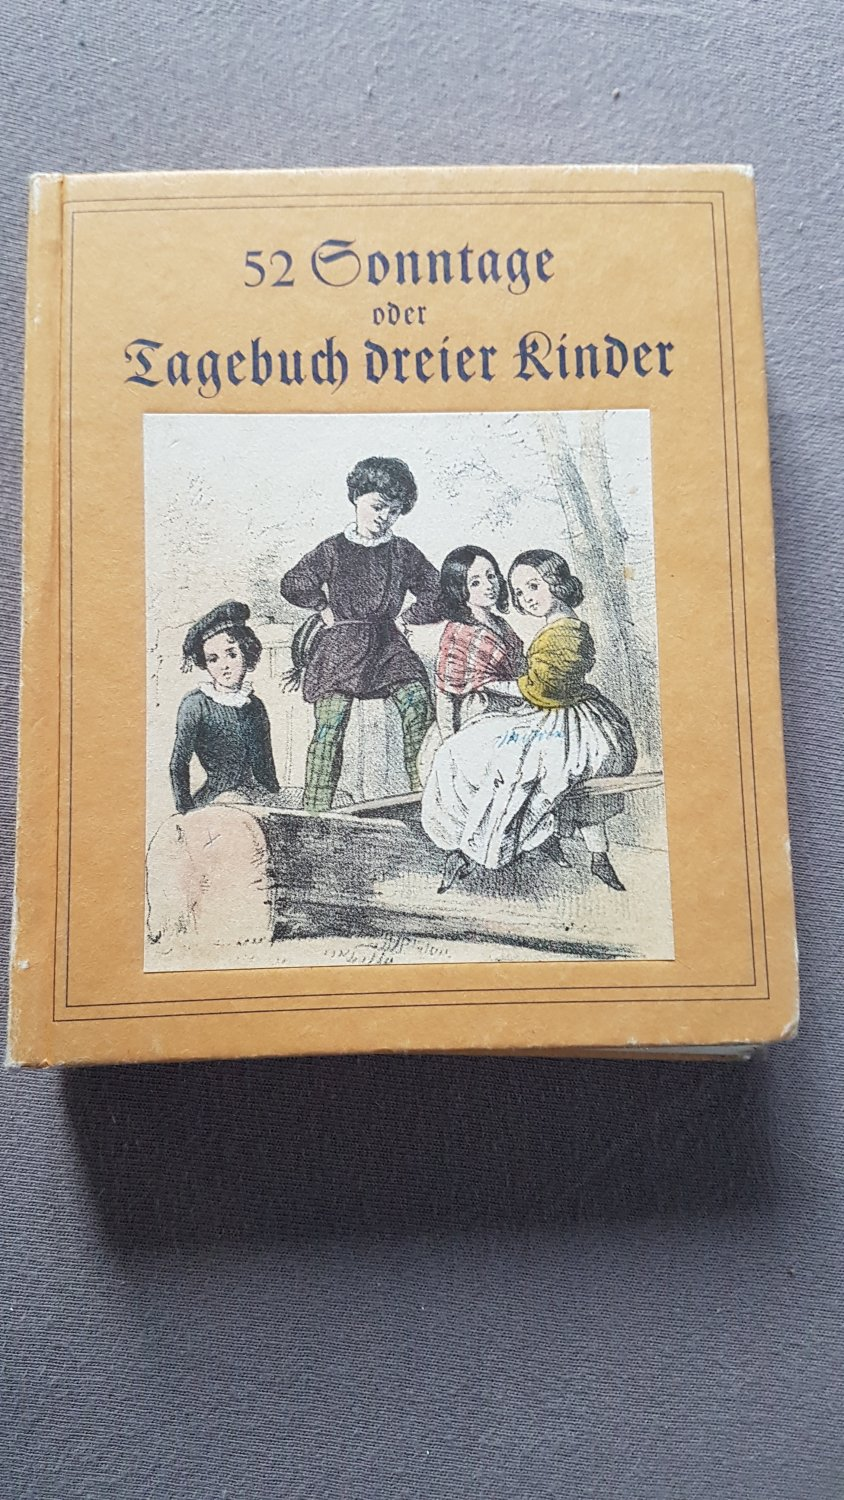 52 Sonntage
oder
Tagebuch dreier Kinder